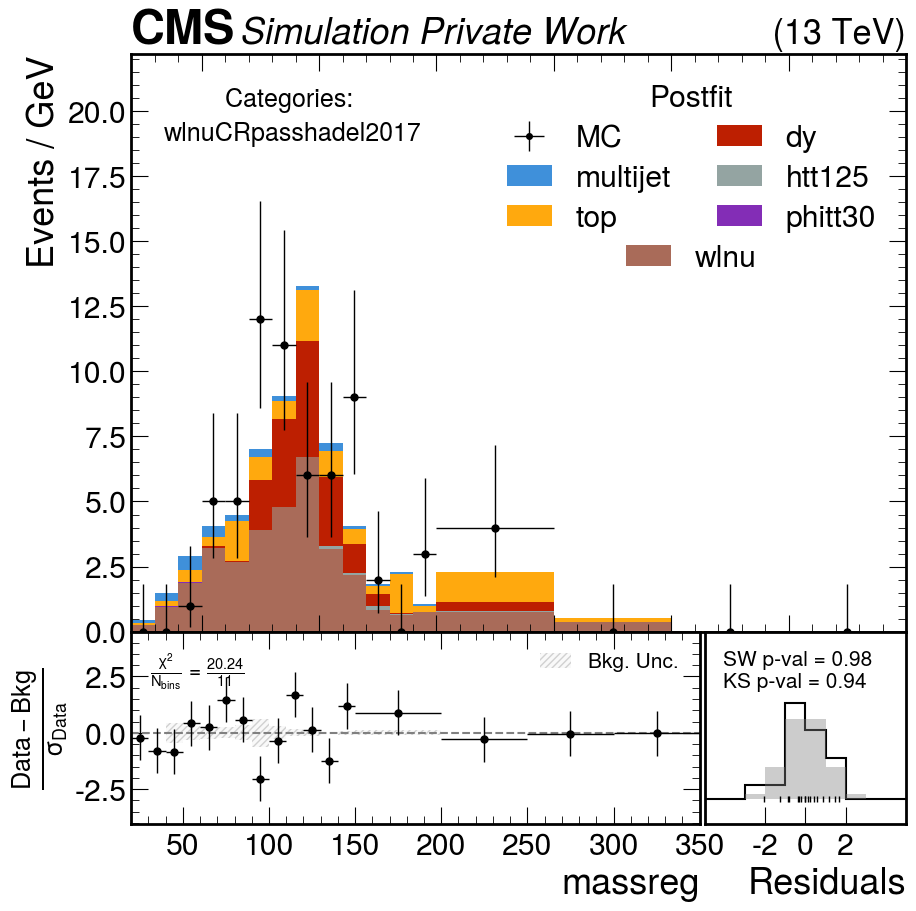 CMS Simulation Private Work (13 TeV)
Events / GeV
20.0
17.5
15.0
12.5
10.0
7.5
5.0
2.5
0.0
Categories:
wlnuCRpasshadel2017
Postfit
MC
multijet
top
dy
htt125
phitt30
wlnu
Data – Bkg
σData
2.5
0.0
-2.5
χ²
Nbins
= 20.24
11
Bkg. Unc.
50 100 150 200 250 300 350
massreg
SW p-val = 0.98
KS p-val = 0.94
-2 0 2
Residuals